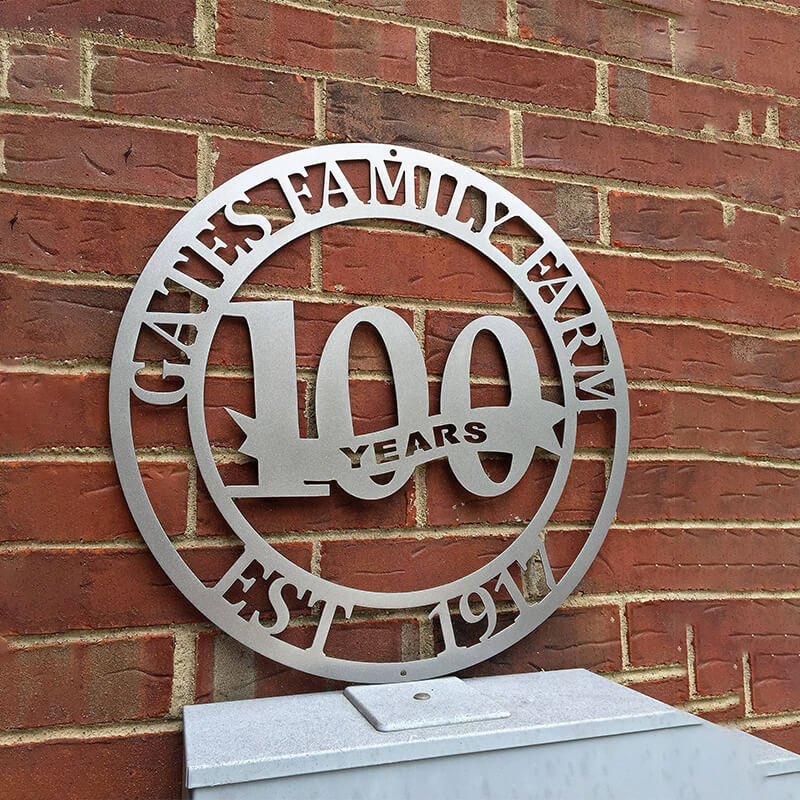 GATES FAMILY FARM
100
YEARS
EST 1917